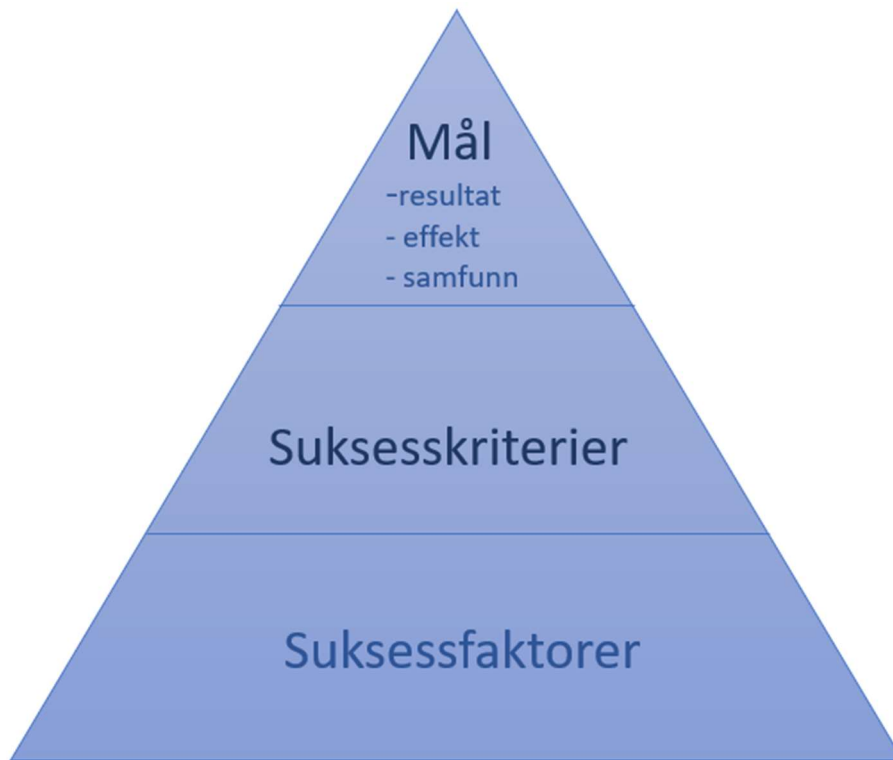 Mål
-resultat
- effekt
- samfunn
Suksesskriterier
Suksessfaktorer